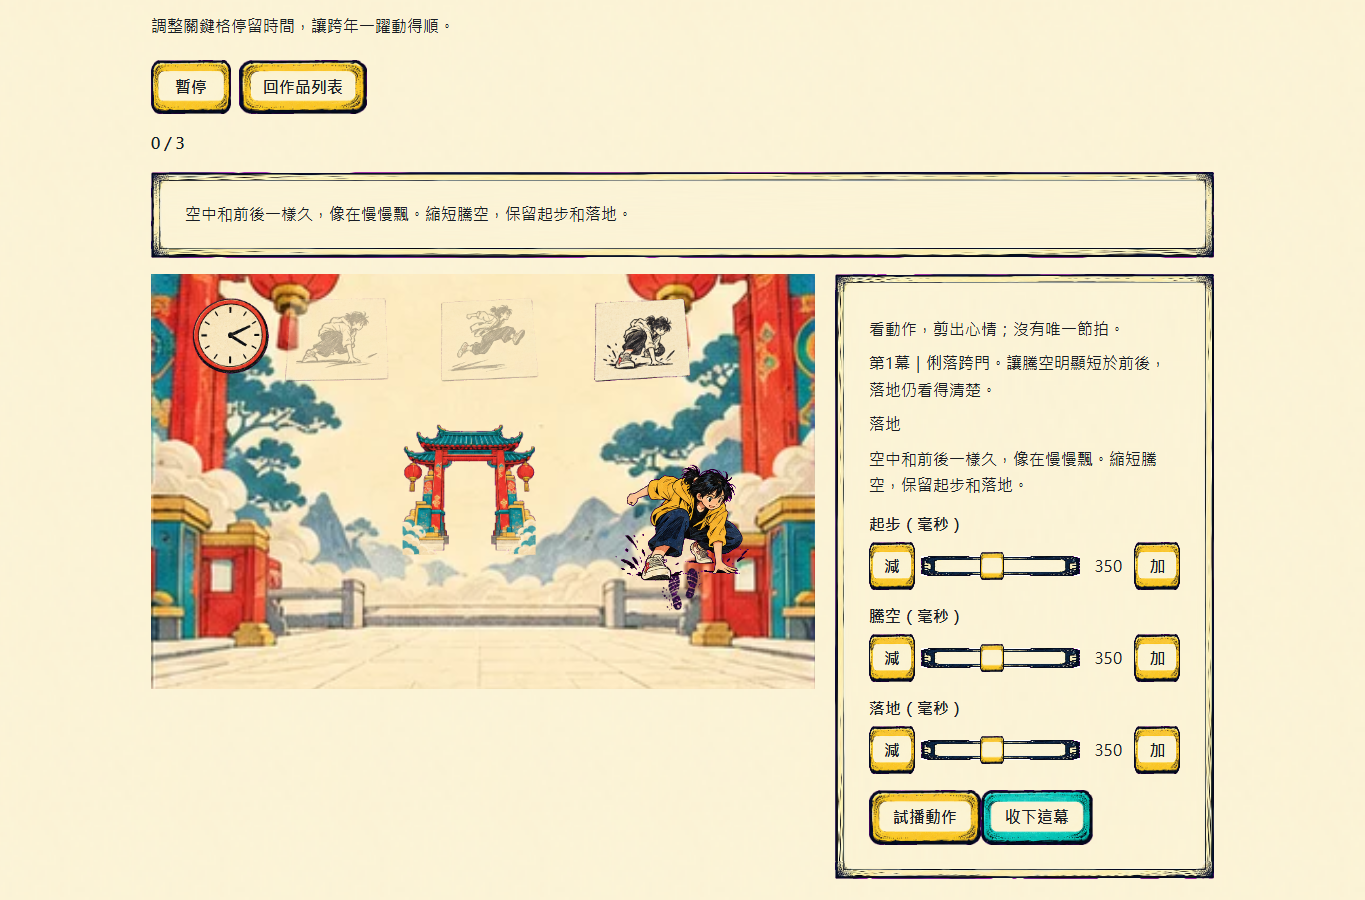 調整關鍵格停留時間，讓跨年一躍動得順。
暫停
回作品列表
0 / 3
空中和前後一樣久，像在慢慢飄。縮短騰空，保留起步和落地。
看動作，剪出心情；沒有唯一節拍。
第1幕｜俐落跨門。讓騰空明顯短於前後，
落地仍看得清楚。
落地
空中和前後一樣久，像在慢慢飄。縮短騰
空，保留起步和落地。
起步（毫秒）
減
350
加
騰空（毫秒）
減
350
加
落地（毫秒）
減
350
加
試播動作
收下這幕